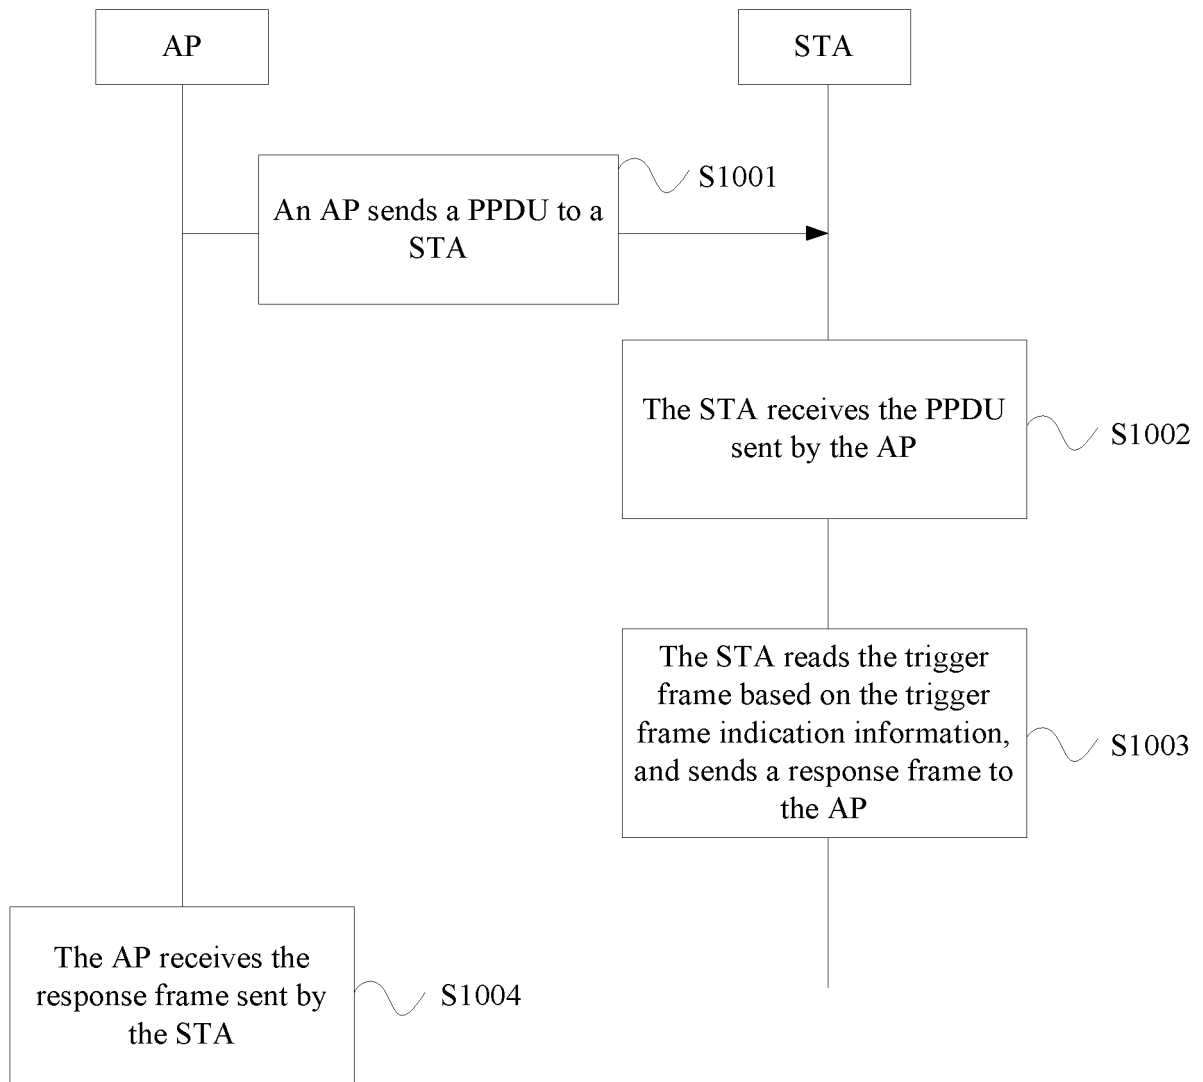 AP
STA
S1001
An AP sends a PPDU to a
STA
The STA receives the PPDU
sent by the AP
S1002
The STA reads the trigger
frame based on the trigger
frame indication information,
and sends a response frame to
the AP
S1003
The AP receives the
response frame sent by
the STA
S1004